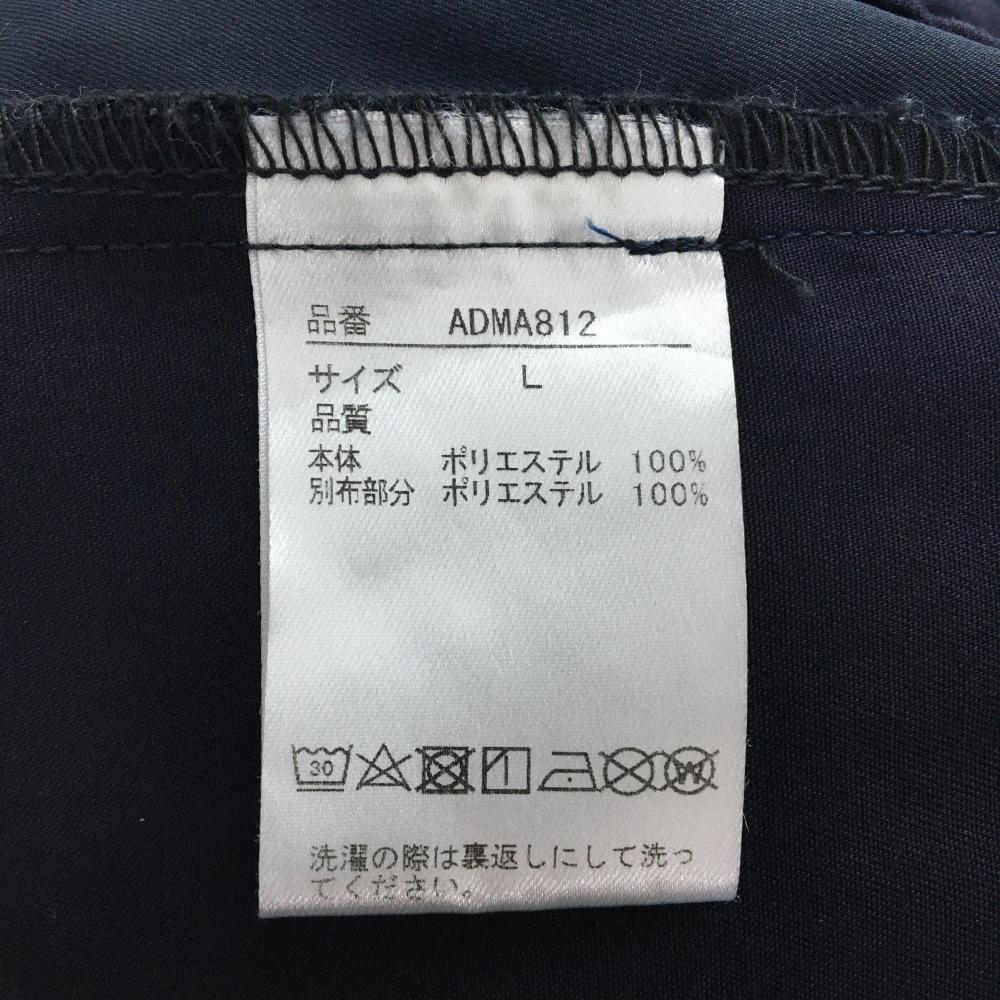 品番 ADMA812
サイズ L
品質
本体 ポリエステル 100%
別布部分 ポリエステル 100%
30 W
洗濯の際は裏返しにして洗っ
てください。